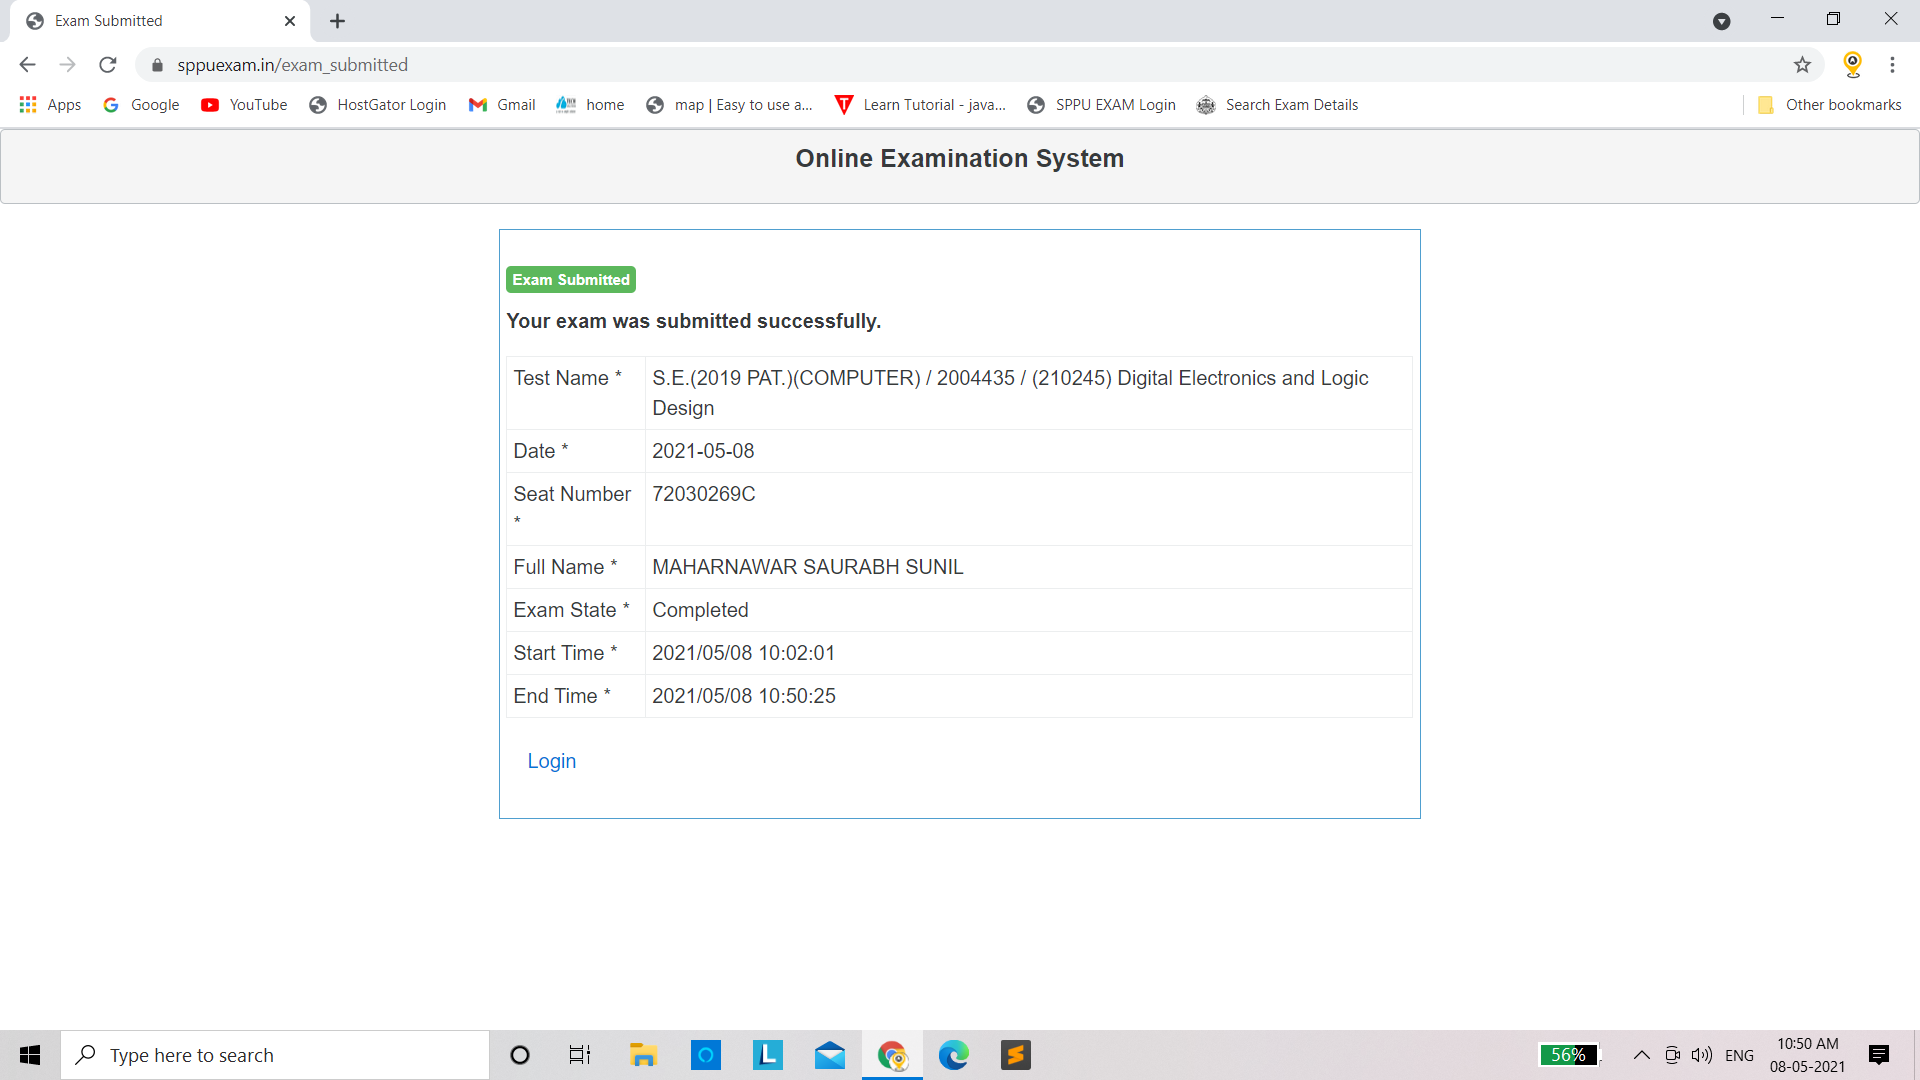 Exam Submitted
sppuexam.in/exam_submitted
Apps Google YouTube HostGator Login Gmail home map | Easy to use a... Learn Tutorial - java... SPPU EXAM Login Search Exam Details Other bookmarks
Online Examination System
Exam Submitted
Your exam was submitted successfully.
Test Name * S.E.(2019 PAT.)(COMPUTER) / 2004435 / (210245) Digital Electronics and Logic
Design
Date * 2021-05-08
Seat Number 72030269C
*
Full Name * MAHARNAWAR SAURABH SUNIL
Exam State * Completed
Start Time * 2021/05/08 10:02:01
End Time * 2021/05/08 10:50:25
Login
Type here to search
56% ENG 10:50 AM
08-05-2021